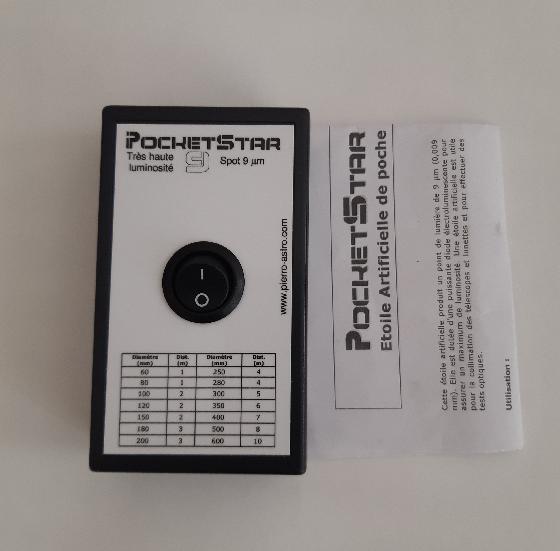 POCKETSTAR
Très haute
luminosité
9
Spot 9 µm
www.pierro-astro.com
I
O
Diamètre (mm) Dist. (m) Diamètre (mm) Dist. (m)
60 1 250 4
80 1 280 4
100 2 300 5
120 2 350 6
150 2 400 7
180 3 500 8
200 3 600 10
POCKETSTAR
Etoile Artificielle de poche
Cette étoile artificielle produit un point de lumière de 9 µm (0,009
mm). Elle est dotée d'une puissante diode électroluminescente pour
assurer un maximum de luminosité. Une étoile artificielle est utile
pour la collimation des télescopes et lunettes et pour effectuer des
tests optiques.
Utilisation :